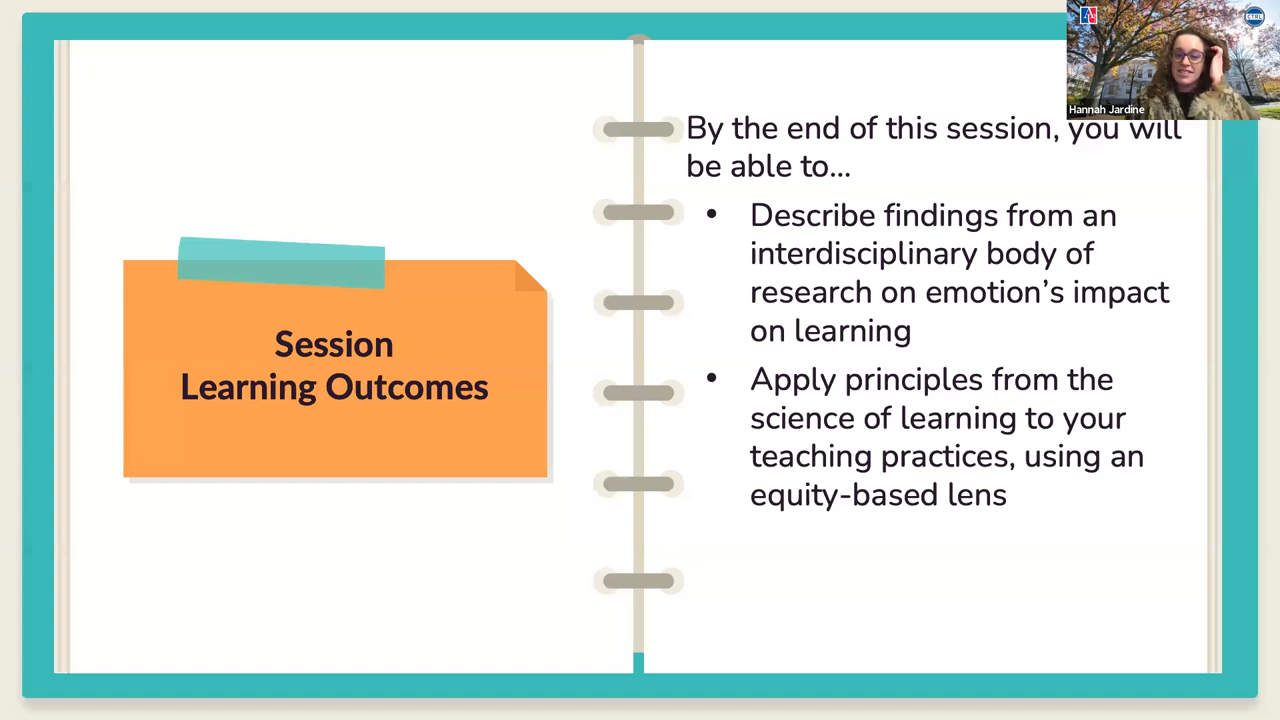 CTRL
Hannah Jardine
By the end of this session, you will
be able to...
• Describe findings from an
interdisciplinary body of
research on emotion's impact
on learning
• Apply principles from the
science of learning to your
teaching practices, using an
equity-based lens
Session
Learning Outcomes